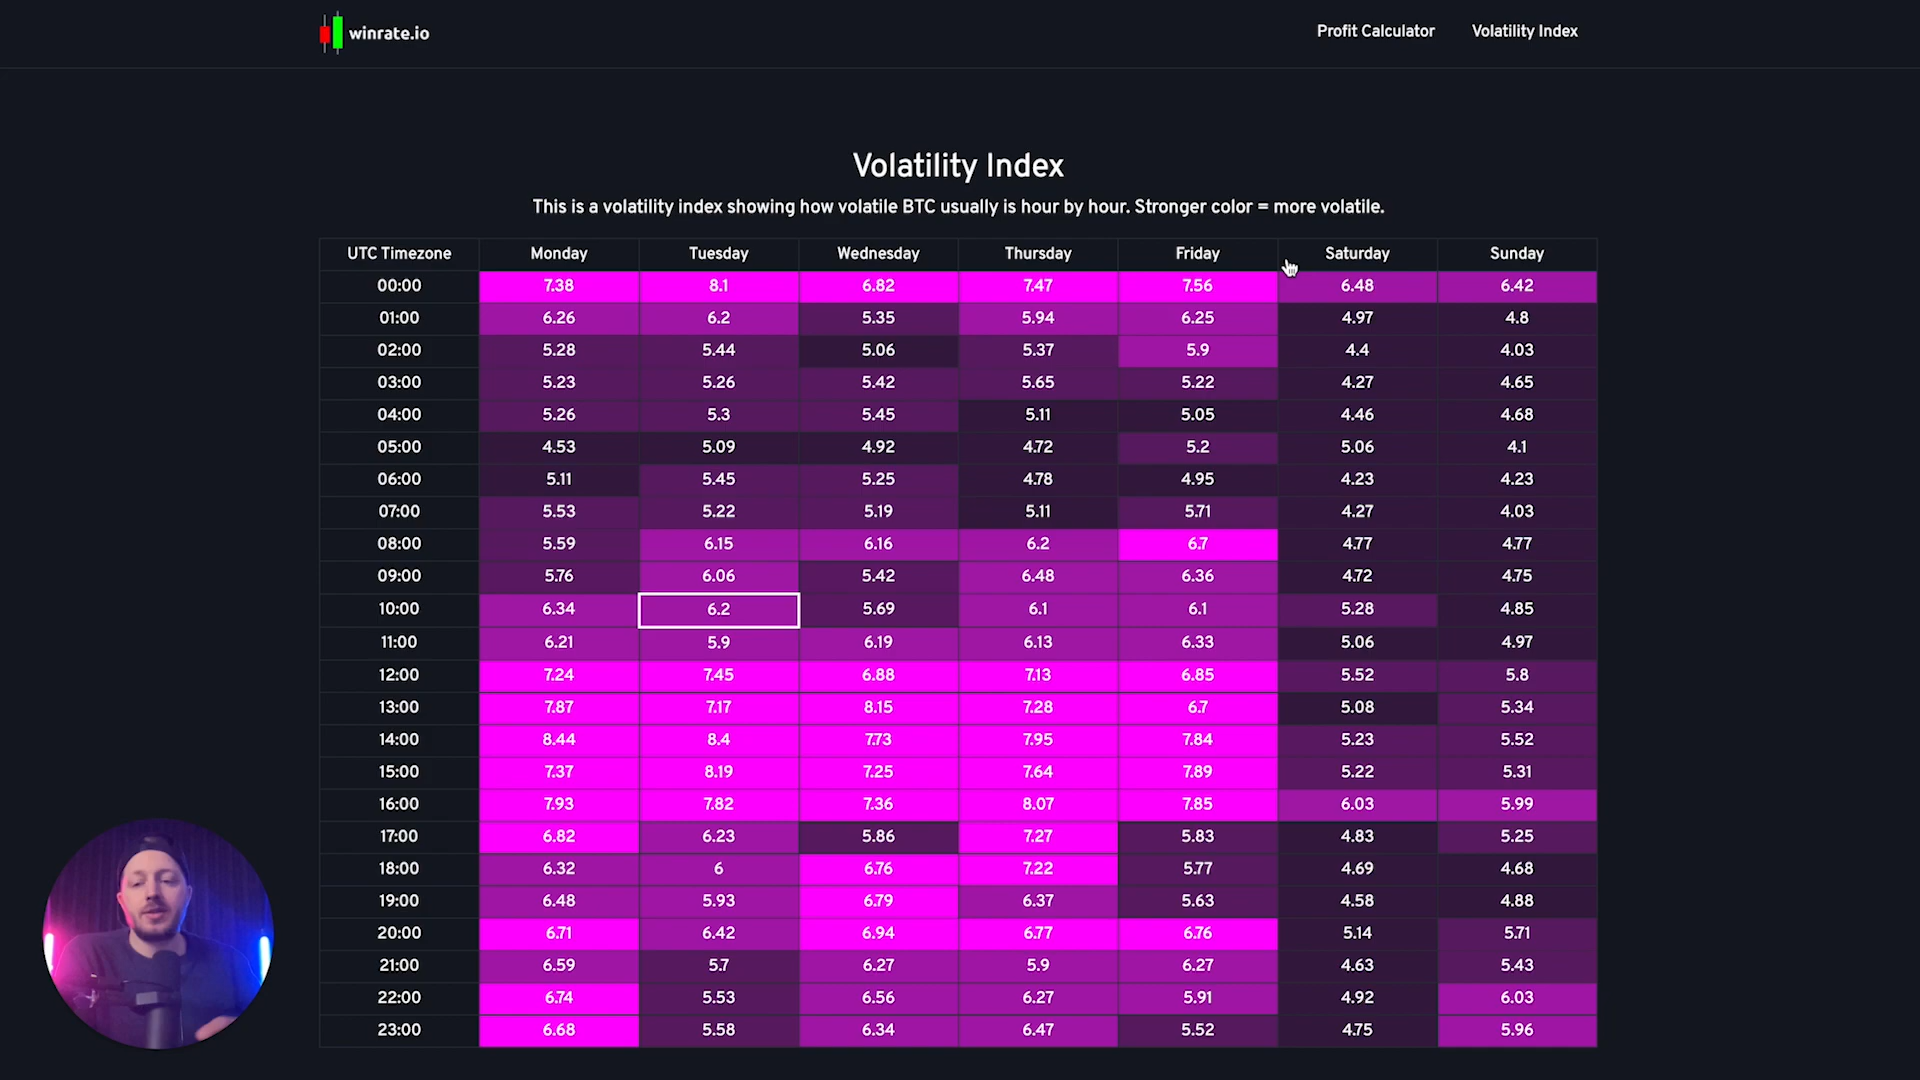 winrate.io
Profit Calculator Volatility Index
Volatility Index
This is a volatility index showing how volatile BTC usually is hour by hour. Stronger color = more volatile.
UTC Timezone Monday Tuesday Wednesday Thursday Friday Saturday Sunday
00:00 7.38 8.1 6.82 7.47 7.56 6.48 6.42
01:00 6.26 6.2 5.35 5.94 6.25 4.97 4.8
02:00 5.28 5.44 5.06 5.37 5.9 4.4 4.03
03:00 5.23 5.26 5.42 5.65 5.22 4.27 4.65
04:00 5.26 5.3 5.45 5.11 5.05 4.46 4.68
05:00 4.53 5.09 4.92 4.72 5.2 5.06 4.1
06:00 5.11 5.45 5.25 4.78 4.95 4.23 4.23
07:00 5.53 5.22 5.19 5.11 5.71 4.27 4.03
08:00 5.59 6.15 6.16 6.2 6.7 4.77 4.77
09:00 5.76 6.06 5.42 6.48 6.36 4.72 4.75
10:00 6.34 6.2 5.69 6.1 6.1 5.28 4.85
11:00 6.21 5.9 6.19 6.13 6.33 5.06 4.97
12:00 7.24 7.45 6.88 7.13 6.85 5.52 5.8
13:00 7.87 7.17 8.15 7.28 6.7 5.08 5.34
14:00 8.44 8.4 7.73 7.95 7.84 5.23 5.52
15:00 7.37 8.19 7.25 7.64 7.89 5.22 5.31
16:00 7.93 7.82 7.36 8.07 7.85 6.03 5.99
17:00 6.82 6.23 5.86 7.27 5.83 4.83 5.25
18:00 6.32 6 6.76 7.22 5.77 4.69 4.68
19:00 6.48 5.93 6.79 6.37 5.63 4.58 4.88
20:00 6.71 6.42 6.94 6.77 6.76 5.14 5.71
21:00 6.59 5.7 6.27 5.9 6.27 4.63 5.43
22:00 6.74 5.53 6.56 6.27 5.91 4.92 6.03
23:00 6.68 5.58 6.34 6.47 5.52 4.75 5.96